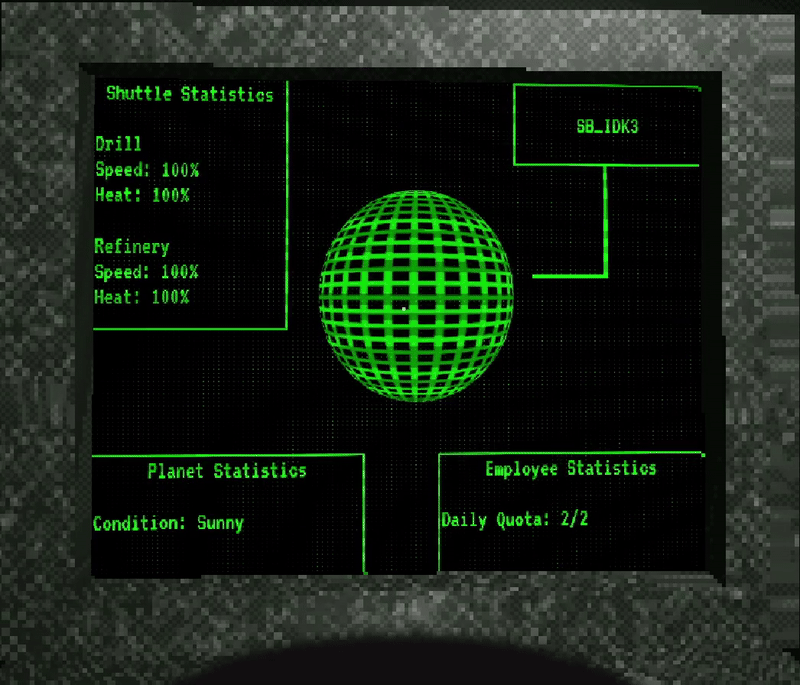 Shuttle Statistics
Drill
Speed: 100%
Heat: 100%
Refinery
Speed: 100%
Heat: 100%
SB_IDK3
Planet Statistics
Condition: Sunny
Employee Statistics
Daily Quota: 2/2